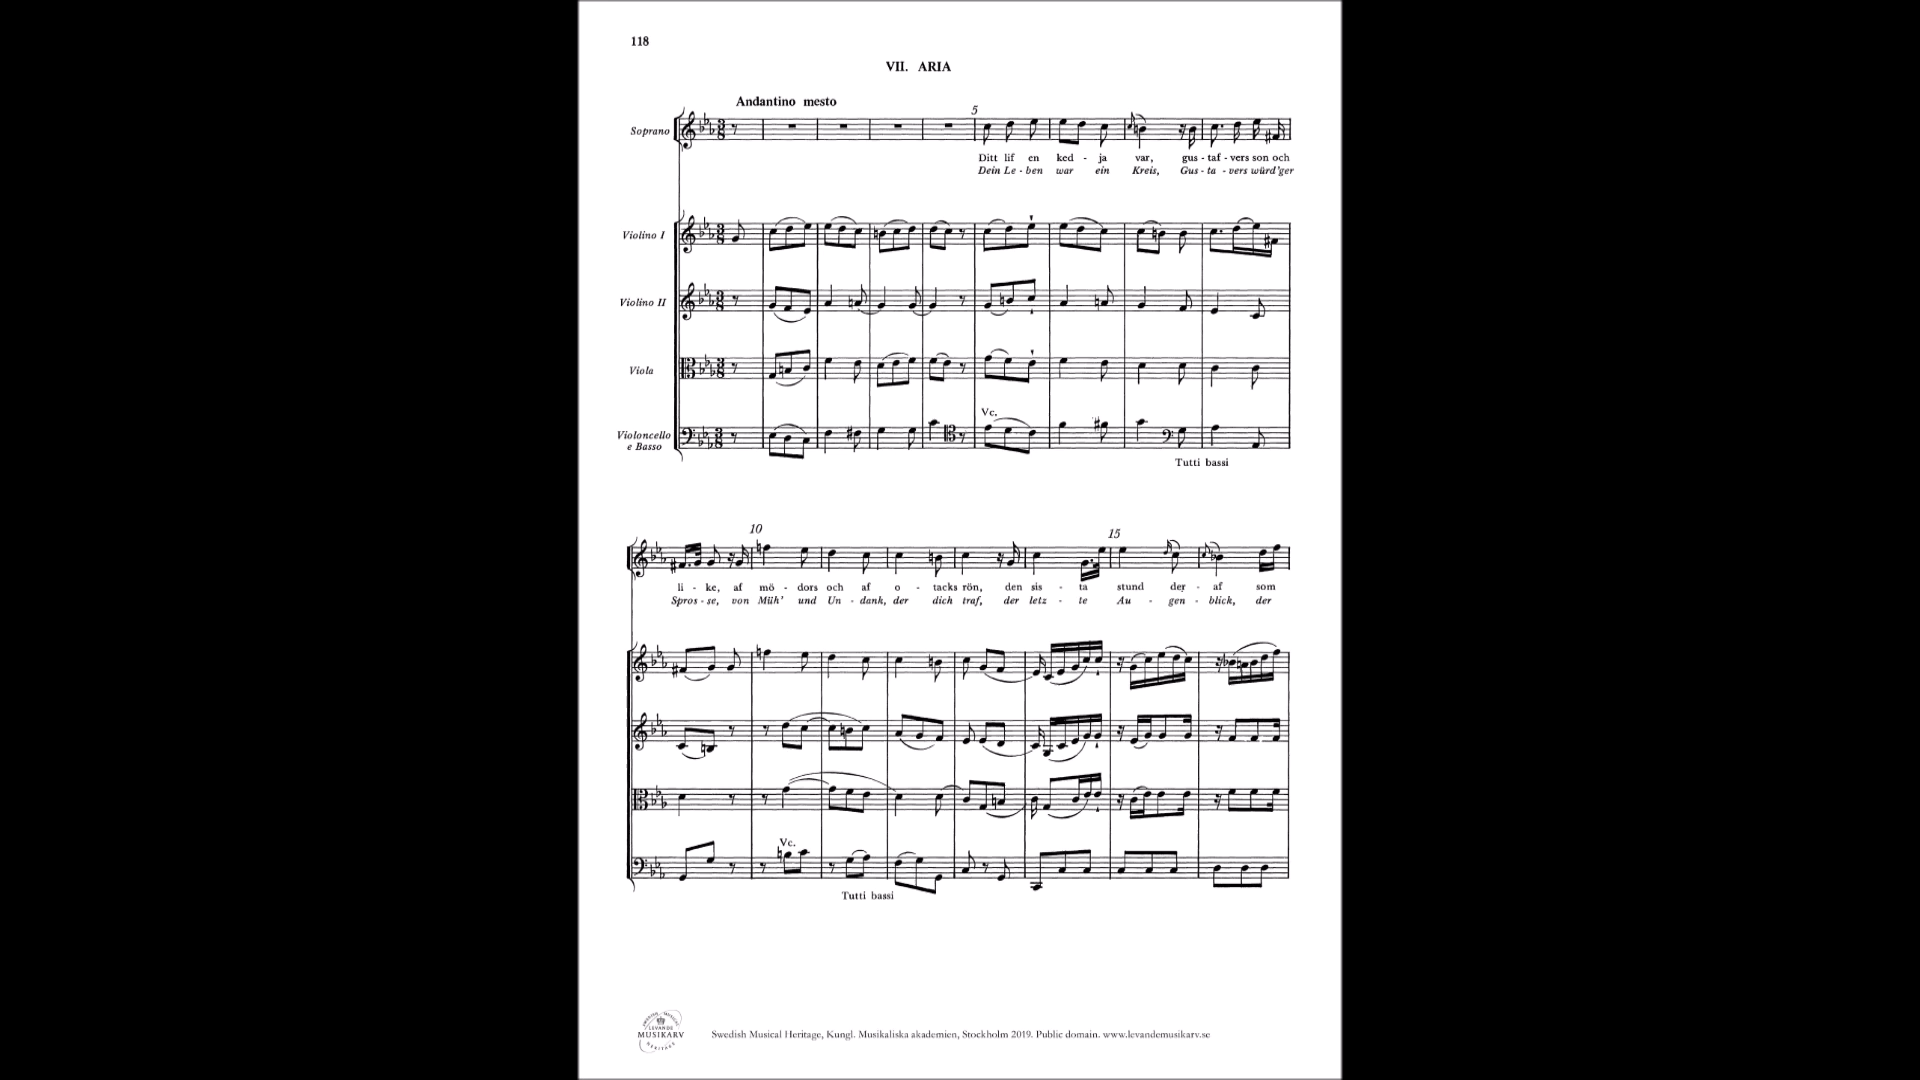 118
VII. ARIA
Andantino mesto
5
Soprano
Ditt lif en ked - ja var, gus - taf - vers son och
Dein Le - ben war ein Kreis, Gus - ta - vers würd'ger
Violino I
Violino II
Viola
Vc.
Violoncello
e Basso
Tutti bassi
10
15
li - ke, af mö - dors och af o - tacks rön, den sis - ta stund der - af som
Spros - se, von Müh' und Un - dank, der dich traf, der letz - te Au - gen - blick, der
Vc.
Tutti bassi
SWEDISH MUSICAL
LEVANDE
MUSIKARV
HERITAGE
Swedish Musical Heritage, Kungl. Musikaliska akademien, Stockholm 2019. Public domain. www.levandemusikarv.se